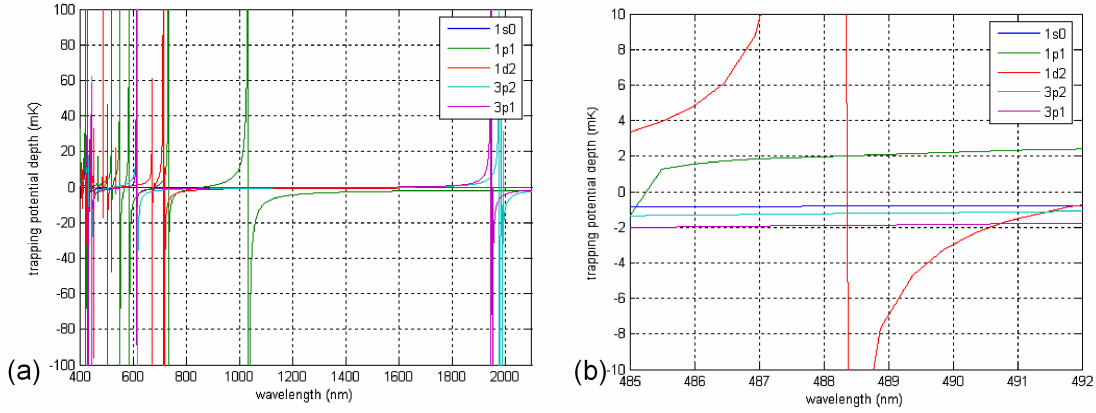 100
80
60
40
20
0
-20
-40
-60
-80
-100
trapping potential depth (mK)
400 600 800 1000 1200 1400 1600 1800 2000
wavelength (nm)
1s0
1p1
1d2
3p2
3p1
(a)
10
8
6
4
2
0
-2
-4
-6
-8
-10
trapping potential depth (mK)
485 486 487 488 489 490 491 492
wavelength (nm)
1s0
1p1
1d2
3p2
3p1
(b)